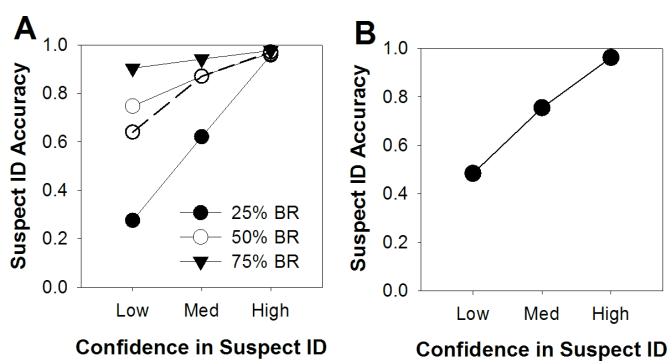 A
Suspect ID Accuracy
1.0
0.8
0.6
0.4
0.2
0.0
25% BR
50% BR
75% BR
Low Med High
Confidence in Suspect ID
B
Suspect ID Accuracy
1.0
0.8
0.6
0.4
0.2
0.0
Low Med High
Confidence in Suspect ID